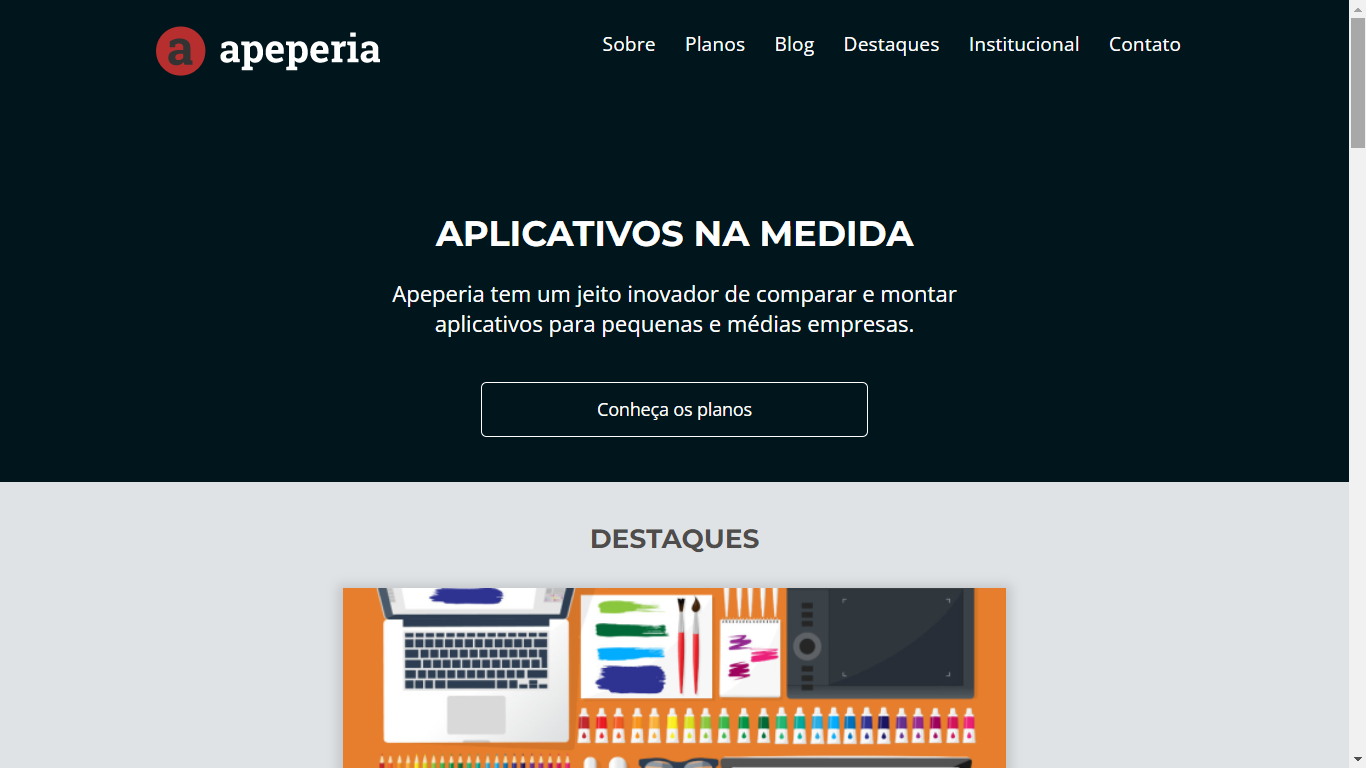 a apeperia
Sobre Planos Blog Destaques Institucional Contato
APLICATIVOS NA MEDIDA
Apeperia tem um jeito inovador de comparar e montar
aplicativos para pequenas e médias empresas.
Conheça os planos
DESTAQUES